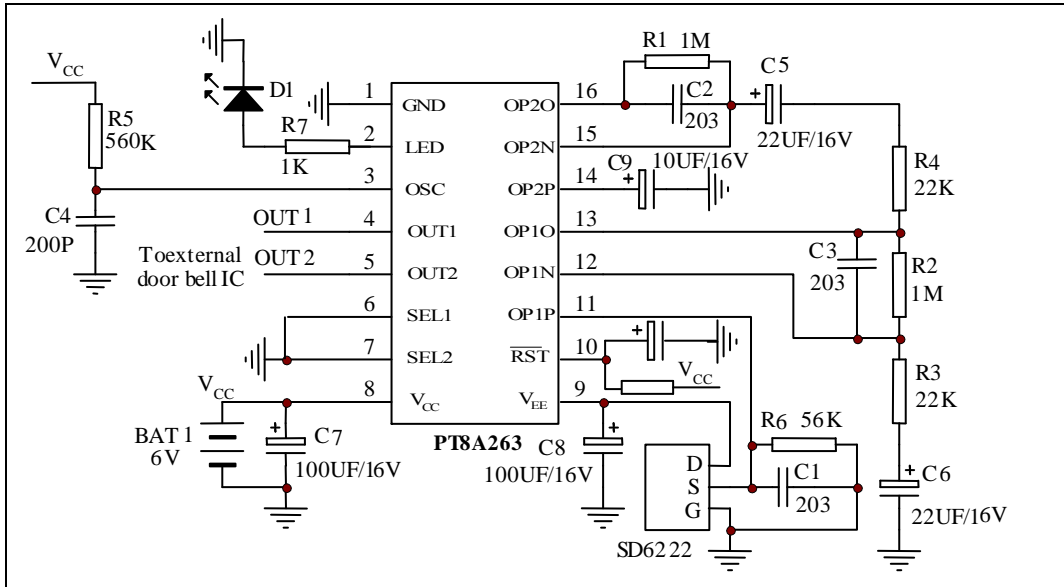 V_CC
R5
560K
C4
200P
D1
R7
1K
OUT 1
Toexternal
door bell IC
OUT 2
V_CC
BAT 1
6V
C7
100UF/16V
1
2
3
4
5
6
7
8
GND
LED
OSC
OUT1
OUT2
SEL1
SEL2
V_CC
OP2O
OP2N
OP2P
OP1O
OP1N
OP1P
RST
V_EE
PT8A263
16
15
14
13
12
11
10
9
R1 1M
C2
203
C5
22UF/16V
C9
10UF/16V
R4
22K
C3
203
R2
1M
R3
22K
C6
22UF/16V
V_CC
C8
100UF/16V
R6 56K
C1
203
D
S
G
SD6222